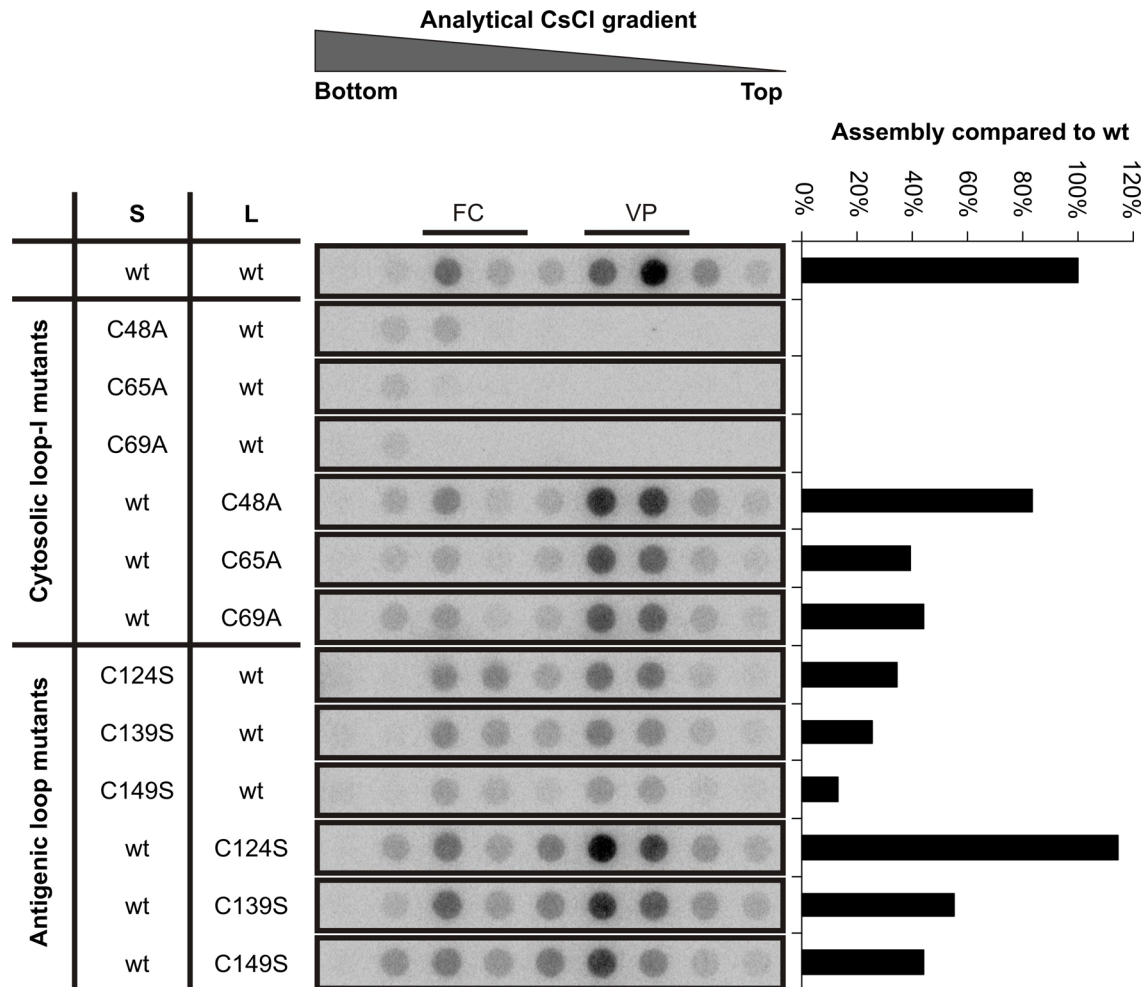 Analytical CsCl gradient
Bottom Top
Assembly compared to wt
0% 20% 40% 60% 80% 100% 120%
S L FC VP
wt wt
Cytosolic loop-I mutants
C48A wt
C65A wt
C69A wt
wt C48A
wt C65A
wt C69A
Antigenic loop mutants
C124S wt
C139S wt
C149S wt
wt C124S
wt C139S
wt C149S